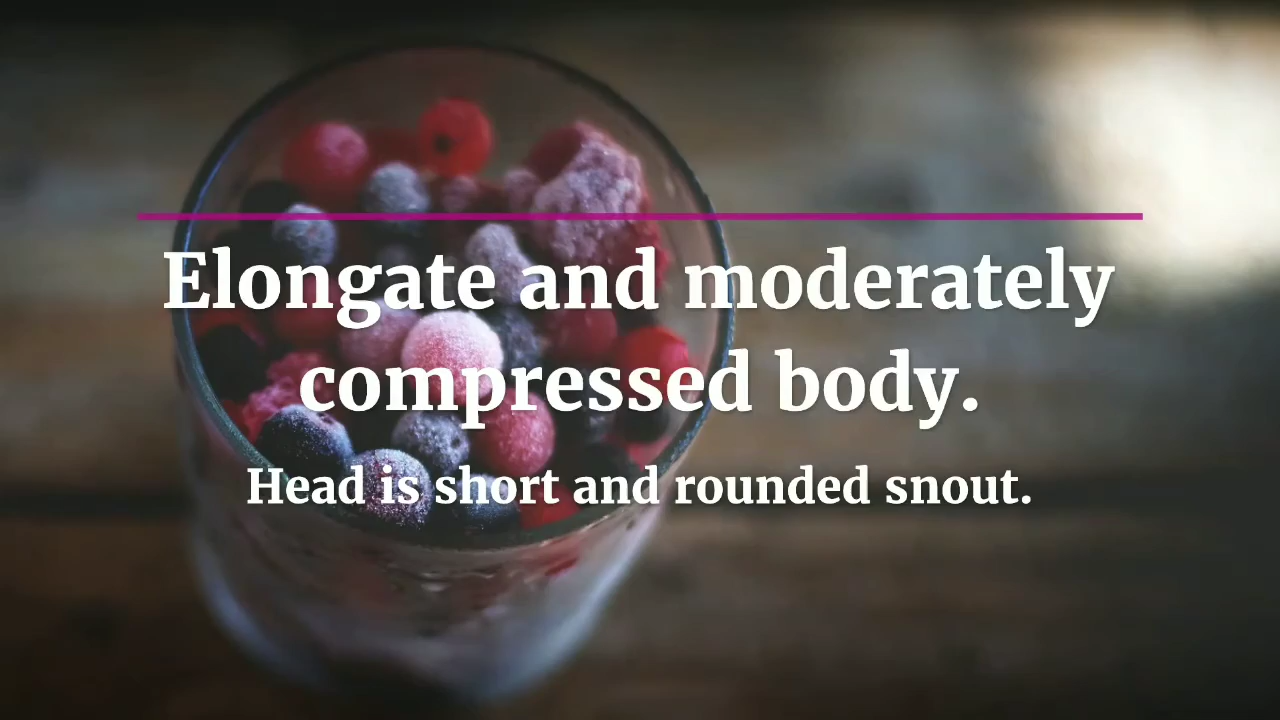 Elongate and moderately
compressed body.
Head is short and rounded snout.